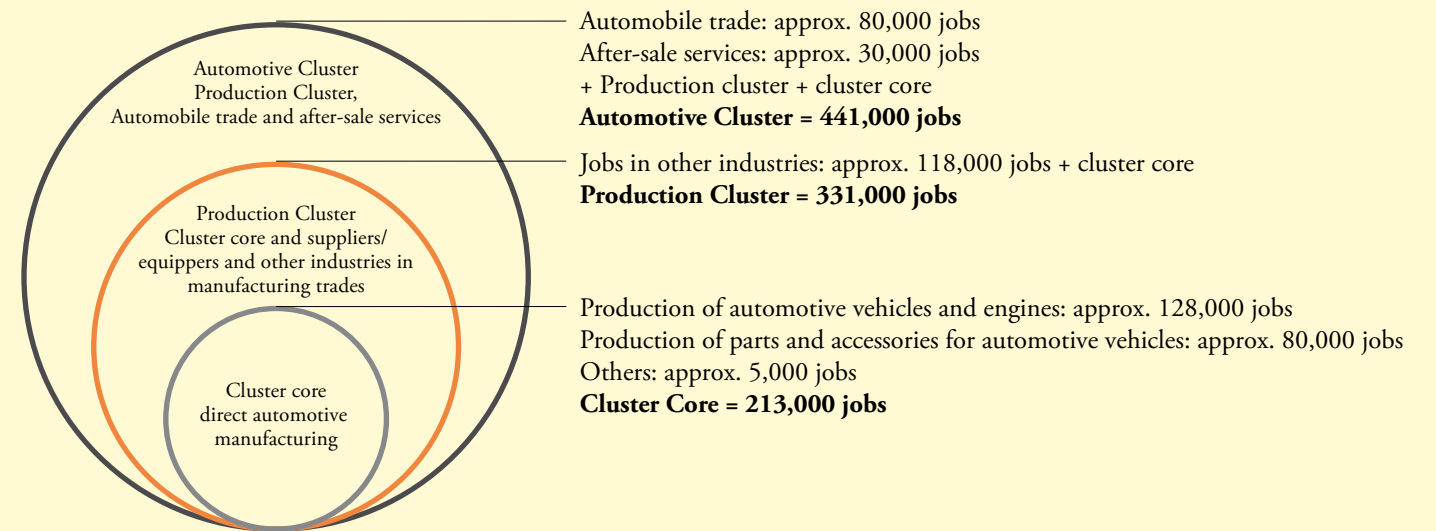 Automotive Cluster
Production Cluster,
Automobile trade and after-sale services
Production Cluster
Cluster core and suppliers/
equippers and other industries in
manufacturing trades
Cluster core
direct automotive
manufacturing
Automobile trade: approx. 80,000 jobs
After-sale services: approx. 30,000 jobs
+ Production cluster + cluster core
Automotive Cluster = 441,000 jobs
Jobs in other industries: approx. 118,000 jobs + cluster core
Production Cluster = 331,000 jobs
Production of automotive vehicles and engines: approx. 128,000 jobs
Production of parts and accessories for automotive vehicles: approx. 80,000 jobs
Others: approx. 5,000 jobs
Cluster Core = 213,000 jobs